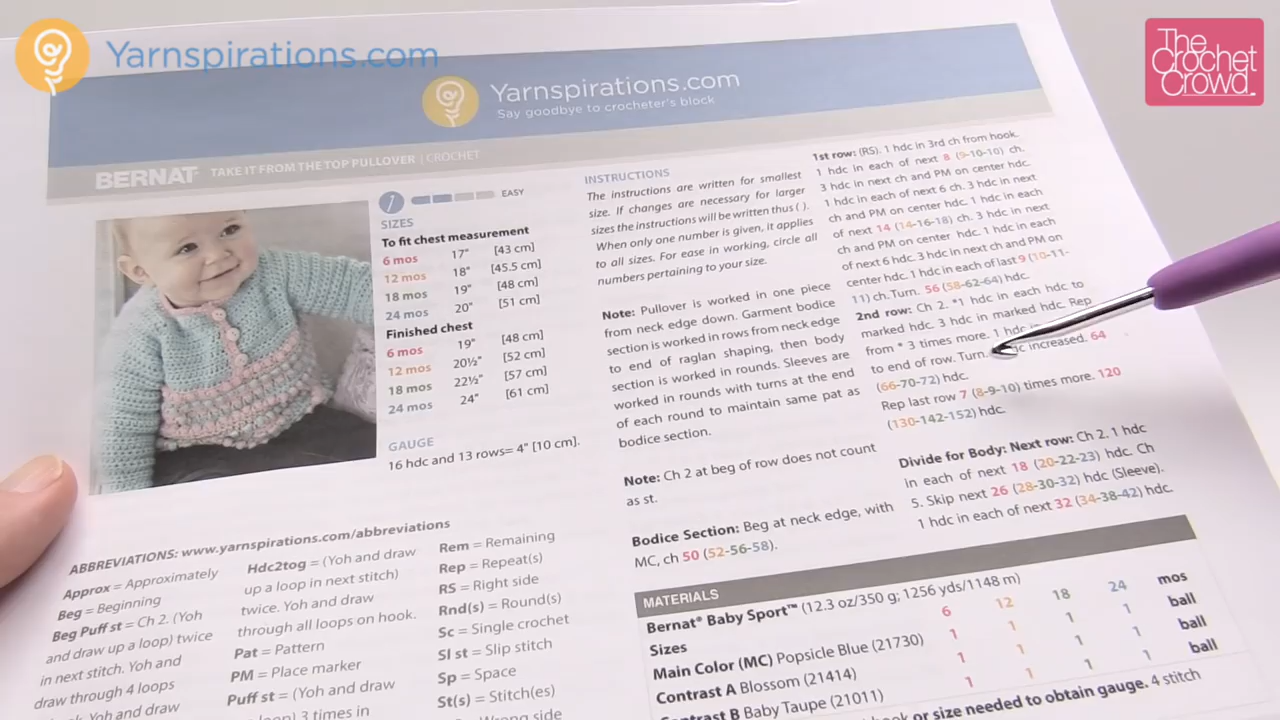 Yarnspirations.com
The
Crochet
Crowd
Yarnspirations.com
Say goodbye to crocheter's block
BERNAT TAKE IT FROM THE TOP PULLOVER | CROCHET
EASY
SIZES
To fit chest measurement
6 mos 17" [43 cm]
12 mos 18" [45.5 cm]
18 mos 19" [48 cm]
24 mos 20" [51 cm]
Finished chest
6 mos 19" [48 cm]
12 mos 20½" [52 cm]
18 mos 22½" [57 cm]
24 mos 24" [61 cm]
GAUGE
16 hdc and 13 rows= 4" [10 cm].
ABBREVIATIONS: www.yarnspirations.com/abbreviations
Approx = Approximately
Beg = Beginning
Beg Puff st = Ch 2. (Yoh
and draw up a loop) twice
in next stitch. Yoh and
draw through 4 loops
Yoh and draw
Hdc2tog = (Yoh and draw
up a loop in next stitch)
twice. Yoh and draw
through all loops on hook.
Pat = Pattern
PM = Place marker
Puff st = (Yoh and draw
loop) 3 times in
Rem = Remaining
Rep = Repeat(s)
RS = Right side
Rnd(s) = Round(s)
Sc = Single crochet
Sl st = Slip stitch
Sp = Space
St(s) = Stitch(es)
Wrong side
INSTRUCTIONS
The instructions are written for smallest
size. If changes are necessary for larger
sizes the instructions will be written thus ( ).
When only one number is given, it applies
to all sizes. For ease in working, circle all
numbers pertaining to your size.
Note: Pullover is worked in one piece
from neck edge down. Garment bodice
section is worked in rows from neck edge
to end of raglan shaping, then body
section is worked in rounds. Sleeves are
worked in rounds with turns at the end
of each round to maintain same pat as
bodice section.
Note: Ch 2 at beg of row does not count
as st.
Bodice Section: Beg at neck edge, with
MC, ch 50 (52-56-58).
1st row: (RS). 1 hdc in 3rd ch from hook.
1 hdc in each of next 8 (9-10-10) ch.
3 hdc in next ch and PM on center hdc.
1 hdc in each of next 6 ch. 3 hdc in next
ch and PM on center hdc. 1 hdc in each
of next 14 (14-16-18) ch. 3 hdc in next
ch and PM on center hdc. 1 hdc in each
of next 6 hdc. 3 hdc in next ch and PM on
center hdc. 1 hdc in each of last 9 (10-11-
11) ch. Turn. 56 (58-62-64) hdc.
2nd row: Ch 2. *1 hdc in each hdc to
marked hdc. 3 hdc in marked hdc. Rep
from * 3 times more. 1 hdc
to end of row. Turn. increased. 64
(66-70-72) hdc.
Rep last row 7 (8-9-10) times more. 120
(130-142-152) hdc.
Divide for Body: Next row: Ch 2. 1 hdc
in each of next 18 (20-22-23) hdc. Ch
5. Skip next 26 (28-30-32) hdc (Sleeve).
1 hdc in each of next 32 (34-38-42) hdc.
MATERIALS
Bernat® Baby Sport™ (12.3 oz/350 g; 1256 yds/1148 m)
Sizes 6 12 18 24 mos
Main Color (MC) Popsicle Blue (21730) 1 1 1 1 ball
Contrast A Blossom (21414) 1 1 1 1 ball
Contrast B Baby Taupe (21011) 1 1 1 1 ball
hook or size needed to obtain gauge. 4 stitch